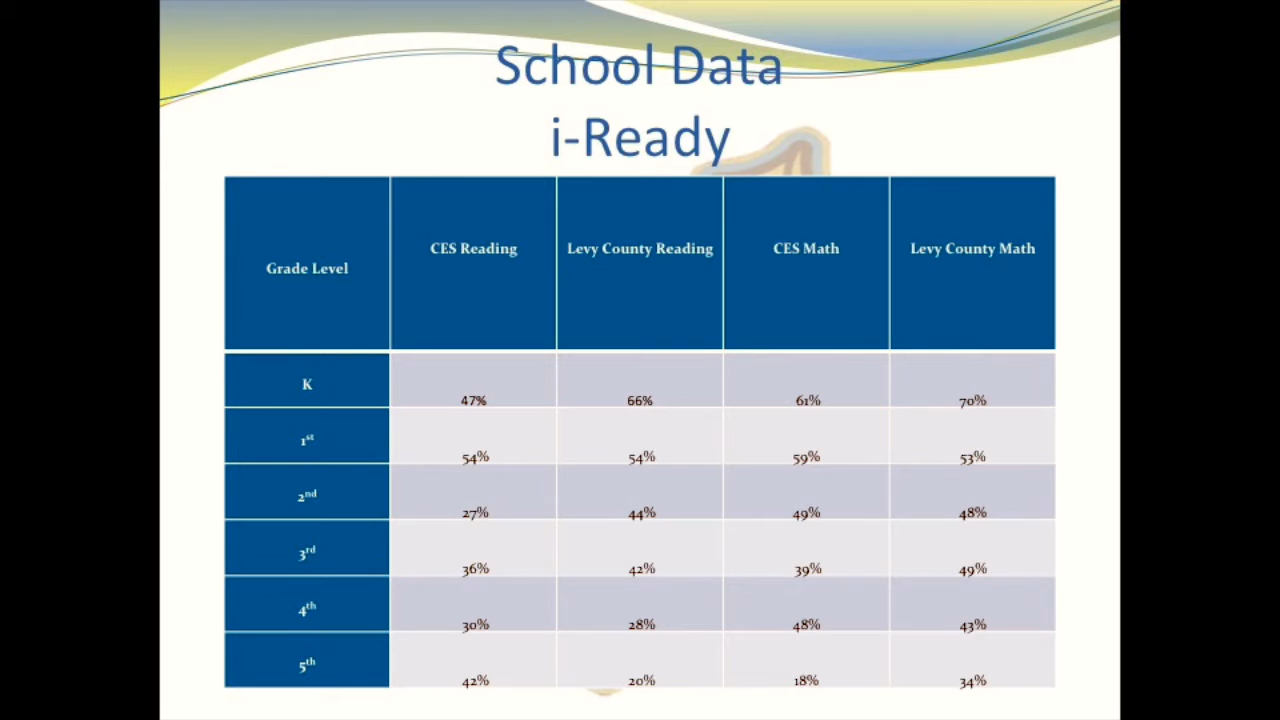 School Data
i-Ready
Grade Level CES Reading Levy County Reading CES Math Levy County Math
K 47% 66% 61% 70%
1st 54% 54% 59% 53%
2nd 27% 44% 49% 48%
3rd 36% 42% 39% 49%
4th 30% 28% 48% 43%
5th 42% 20% 18% 34%